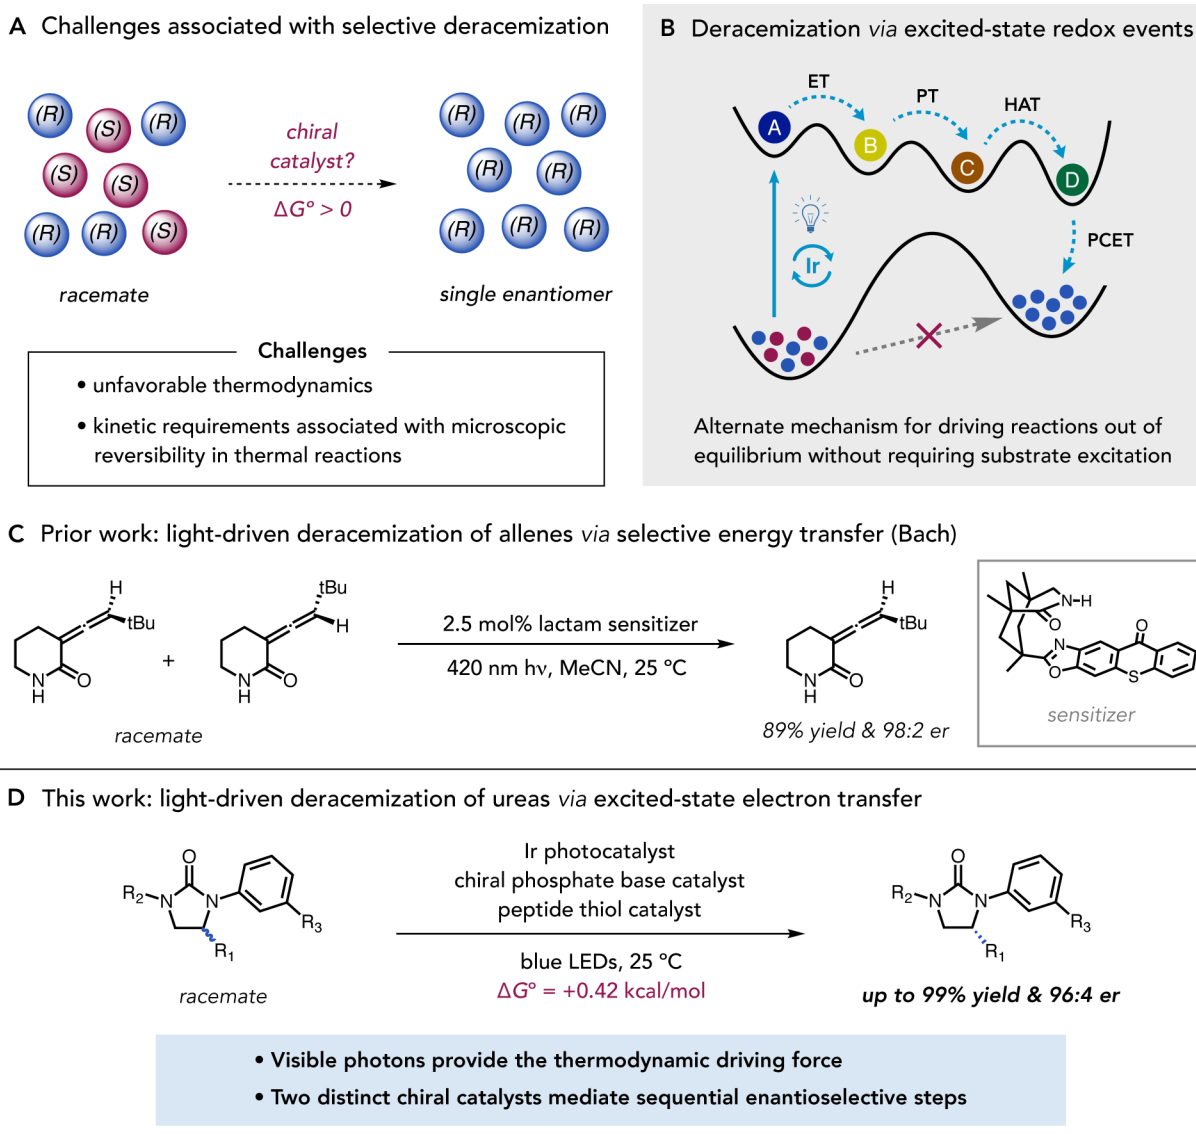 A Challenges associated with selective deracemization
(R)
(S)
(R)
(S)
(S)
(R)
(R)
(S)
racemate
chiral
catalyst?
ΔGº > 0
(R)
(R)
(R)
(R)
(R)
(R)
(R)
(R)
single enantiomer
Challenges
• unfavorable thermodynamics
• kinetic requirements associated with microscopic
reversibility in thermal reactions
B Deracemization via excited-state redox events
ET
PT
HAT
A
B
C
D
PCET
Ir
Alternate mechanism for driving reactions out of
equilibrium without requiring substrate excitation
C Prior work: light-driven deracemization of allenes via selective energy transfer (Bach)
H
tBu
N
H
O
+
tBu
H
N
H
O
racemate
2.5 mol% lactam sensitizer
420 nm hν, MeCN, 25 ºC
H
tBu
N
H
O
89% yield & 98:2 er
N-H
O
N
O
O
S
sensitizer
D This work: light-driven deracemization of ureas via excited-state electron transfer
O
R2
N
N
R3
R1
racemate
Ir photocatalyst
chiral phosphate base catalyst
peptide thiol catalyst
blue LEDs, 25 ºC
ΔGº = +0.42 kcal/mol
O
R2
N
N
R3
R1
up to 99% yield & 96:4 er
• Visible photons provide the thermodynamic driving force
• Two distinct chiral catalysts mediate sequential enantioselective steps